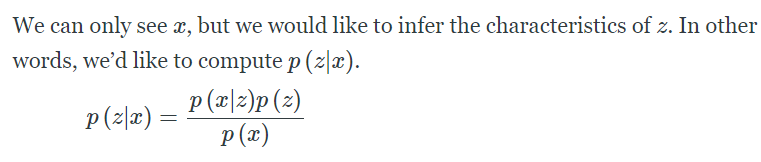 We can only see x, but we would like to infer the characteristics of z. In other
words, we’d like to compute p (z|x).
p (z|x) = p (x|z)p (z) / p (x)